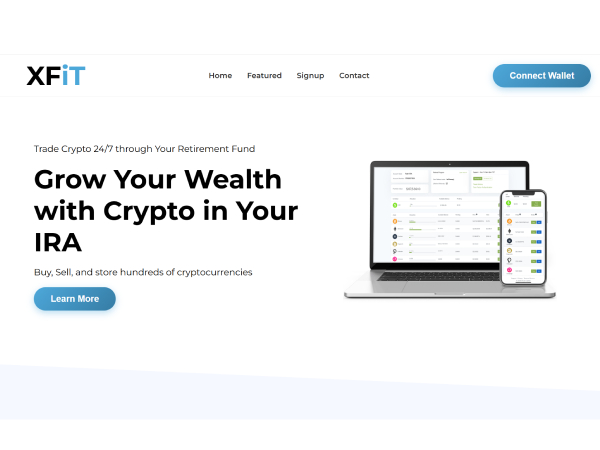 XFiT
Home Featured Signup Contact
Connect Wallet
Trade Crypto 24/7 through Your Retirement Fund
Grow Your Wealth
with Crypto in Your
IRA
Buy, Sell, and store hundreds of cryptocurrencies
Learn More